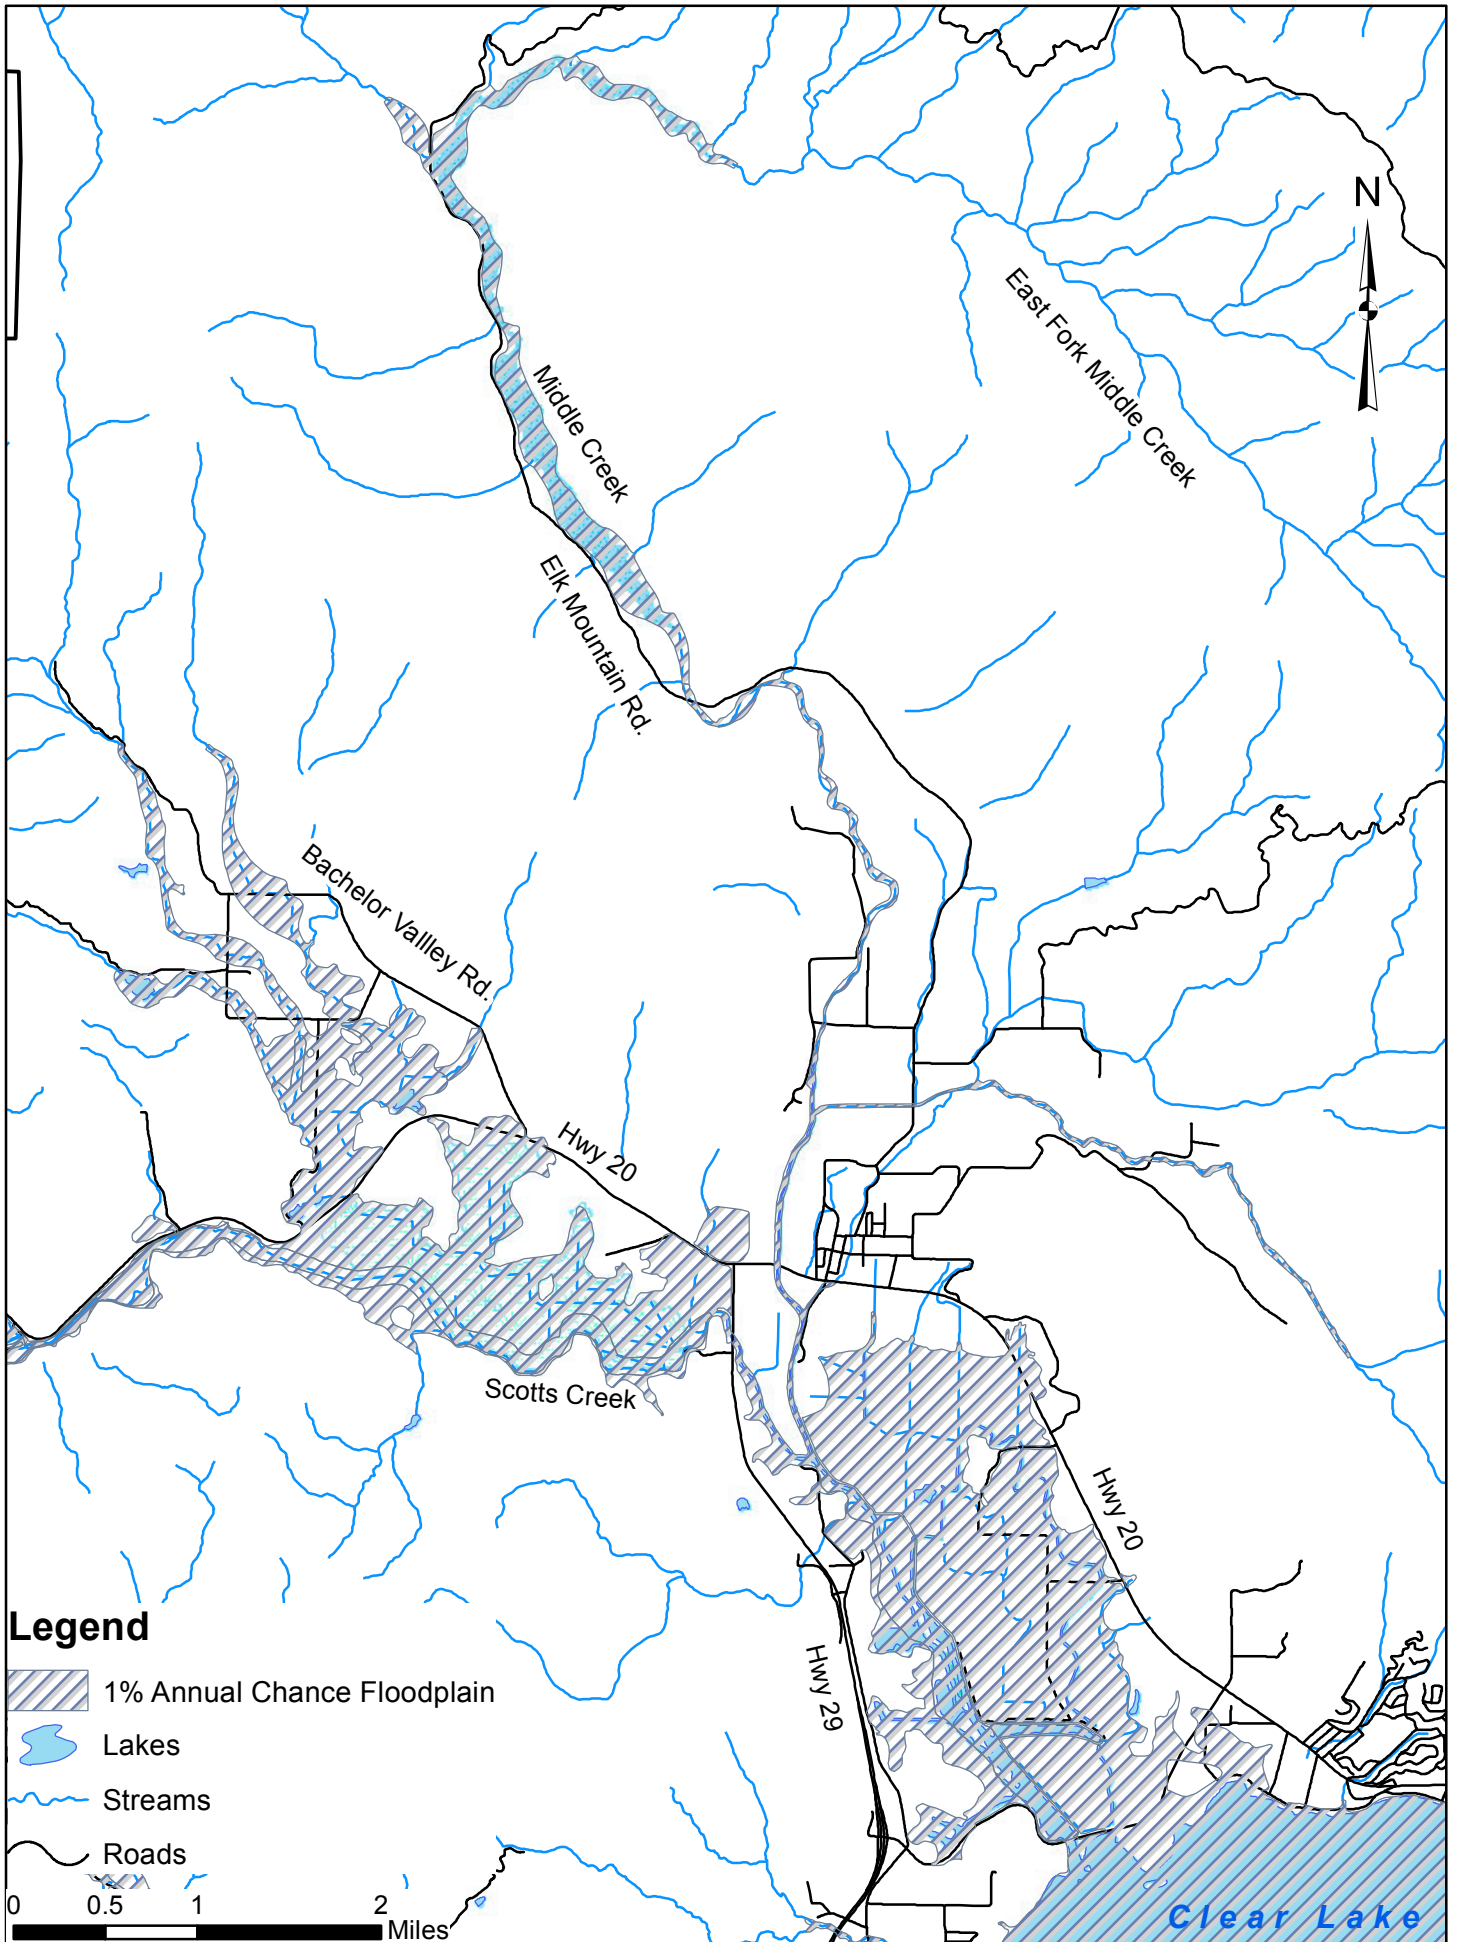 N
East Fork Middle Creek
Middle Creek
Elk Mountain Rd.
Bachelor Vallley Rd.
Hwy 20
Scotts Creek
Hwy 20
Hwy 29
Legend
1% Annual Chance Floodplain
Lakes
Streams
Roads
0 0.5 1 2
Miles
Clear Lake